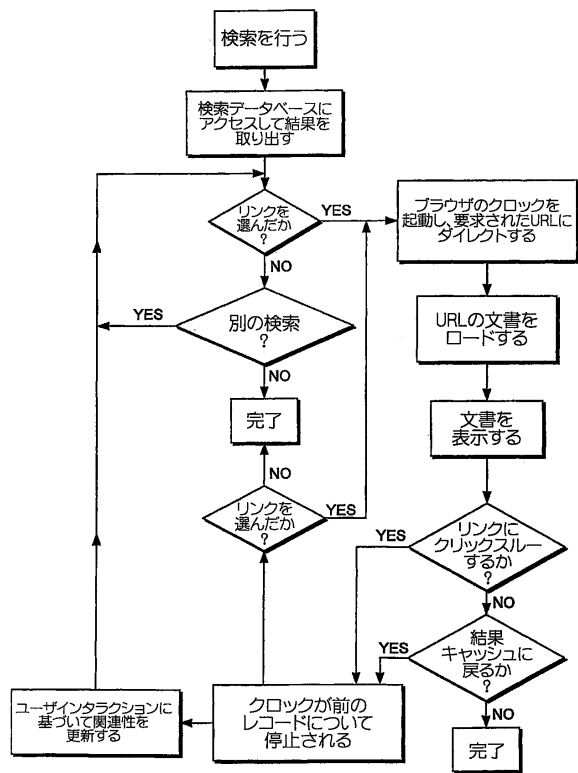 検索を行う
検索データベースに
アクセスして結果を
取り出す
リンクを
選んだか
?
YES
NO
別の検索
?
YES
NO
完了
NO
リンクを
選んだか
?
YES
ブラウザのクロックを
起動し、要求されたURLに
ダイレクトする
URLの文書を
ロードする
文書を
表示する
リンクに
クリックスルー
するか
?
YES
NO
結果
キャッシュに
戻るか
?
YES
NO
完了
クロックが前の
レコードについて
停止される
ユーザインタラクションに
基づいて関連性を
更新する